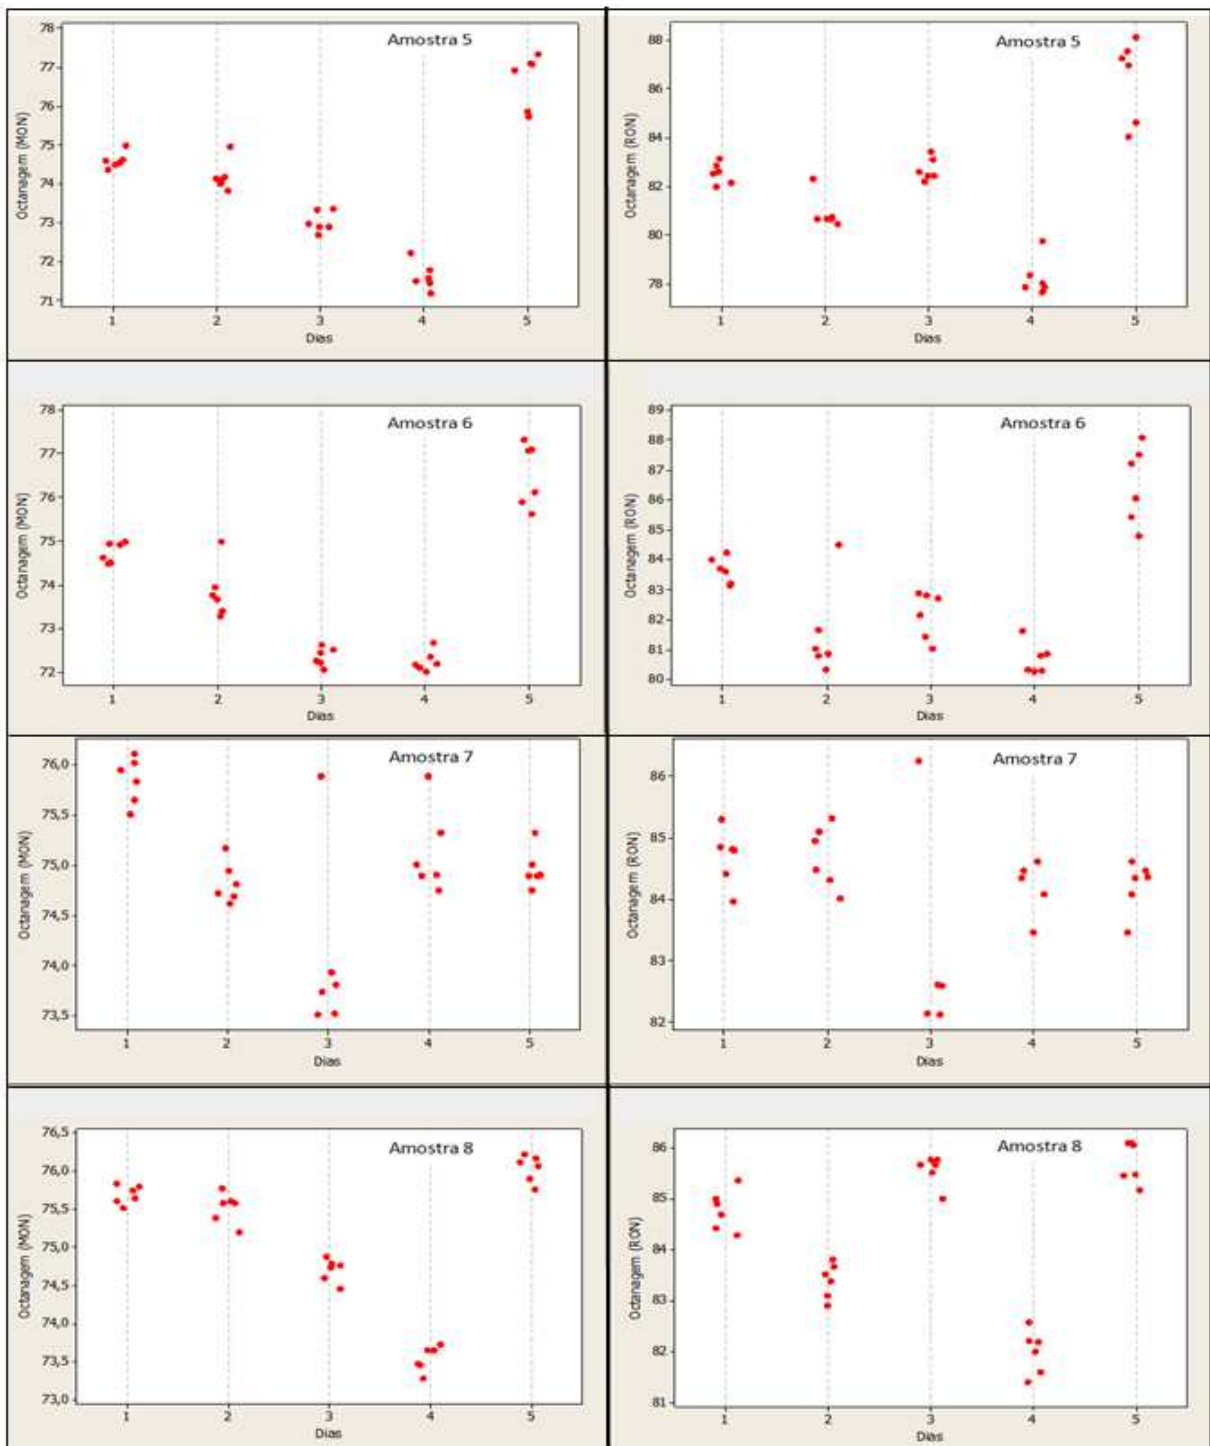 Amostra 5
Octanagem (MON)
78
77
76
75
74
73
72
71
1 2 3 4 5
Dias
Amostra 5
Octanagem (RON)
88
86
84
82
80
78
1 2 3 4 5
Dias
Amostra 6
Octanagem (MON)
78
77
76
75
74
73
72
1 2 3 4 5
Dias
Amostra 6
Octanagem (RON)
89
88
87
86
85
84
83
82
81
80
1 2 3 4 5
Dias
Amostra 7
Octanagem (MON)
76,0
75,5
75,0
74,5
74,0
73,5
1 2 3 4 5
Dias
Amostra 7
Octanagem (RON)
86
85
84
83
82
1 2 3 4 5
Dias
Amostra 8
Octanagem (MON)
76,5
76,0
75,5
75,0
74,5
74,0
73,5
73,0
1 2 3 4 5
Dias
Amostra 8
Octanagem (RON)
86
85
84
83
82
81
1 2 3 4 5
Dias